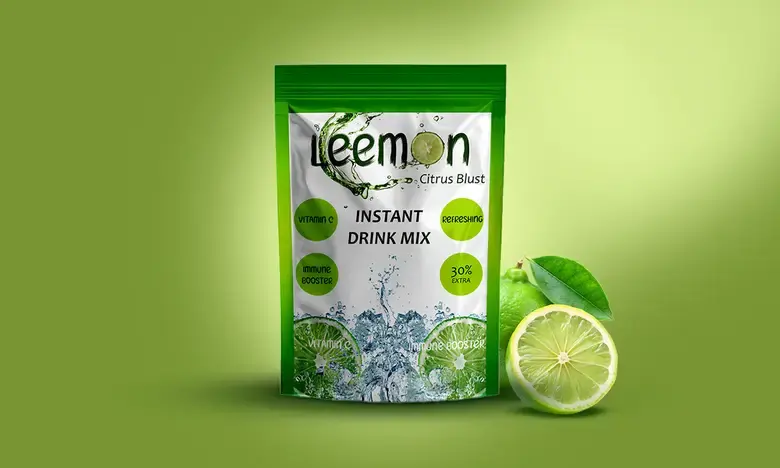 Leemon
Citrus Blust
INSTANT
DRINK MIX
VITAMIN C
REFRESHING
IMMUNE
BOOSTER
30%
EXTRA
VITAMIN C
IMMUNE BOOSTER